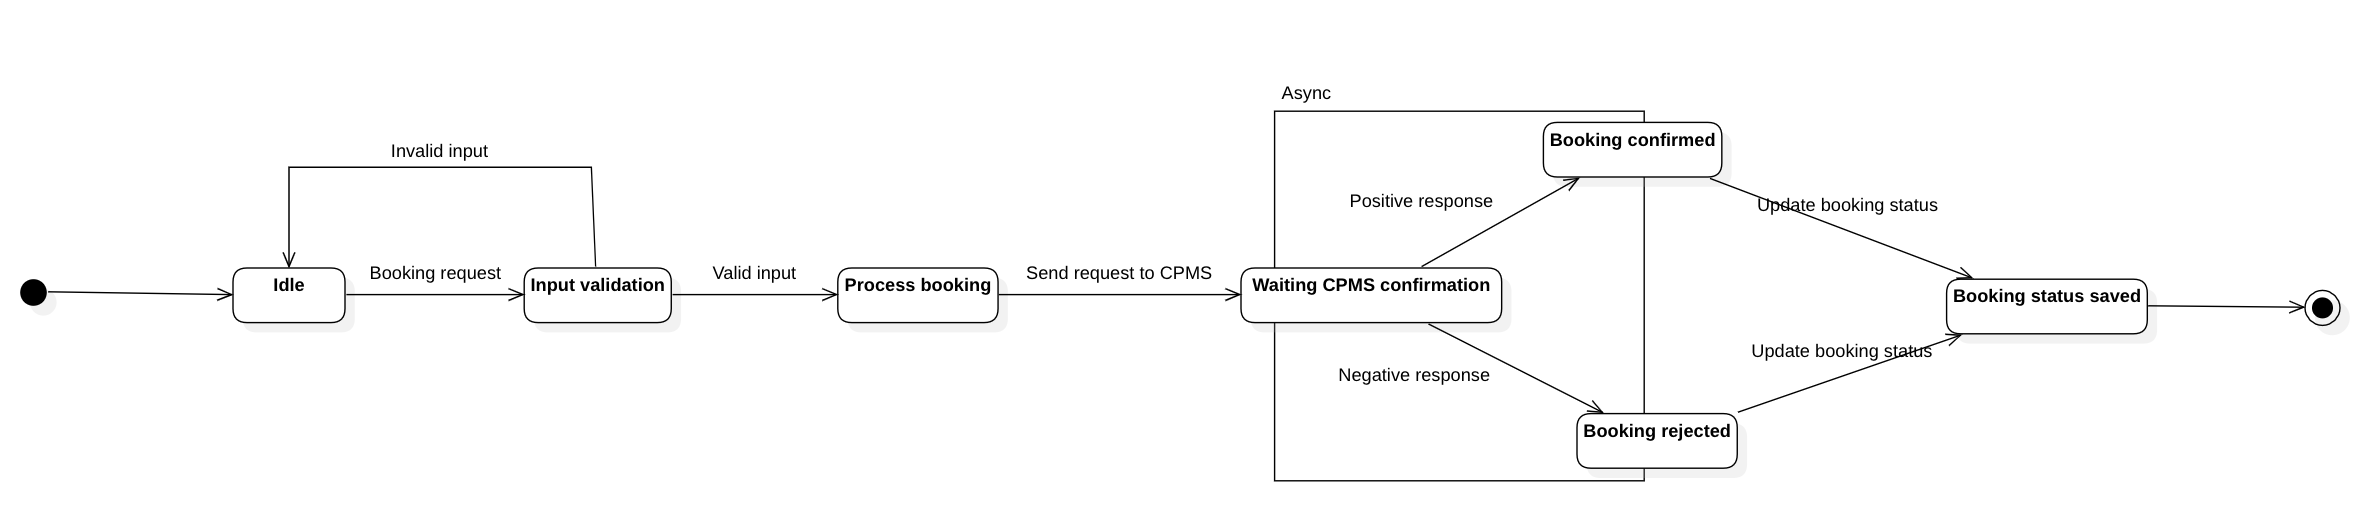 Async
Booking confirmed
Invalid input
Positive response
Update booking status
Idle
Booking request
Input validation
Valid input
Process booking
Send request to CPMS
Waiting CPMS confirmation
Booking status saved
Update booking status
Negative response
Booking rejected